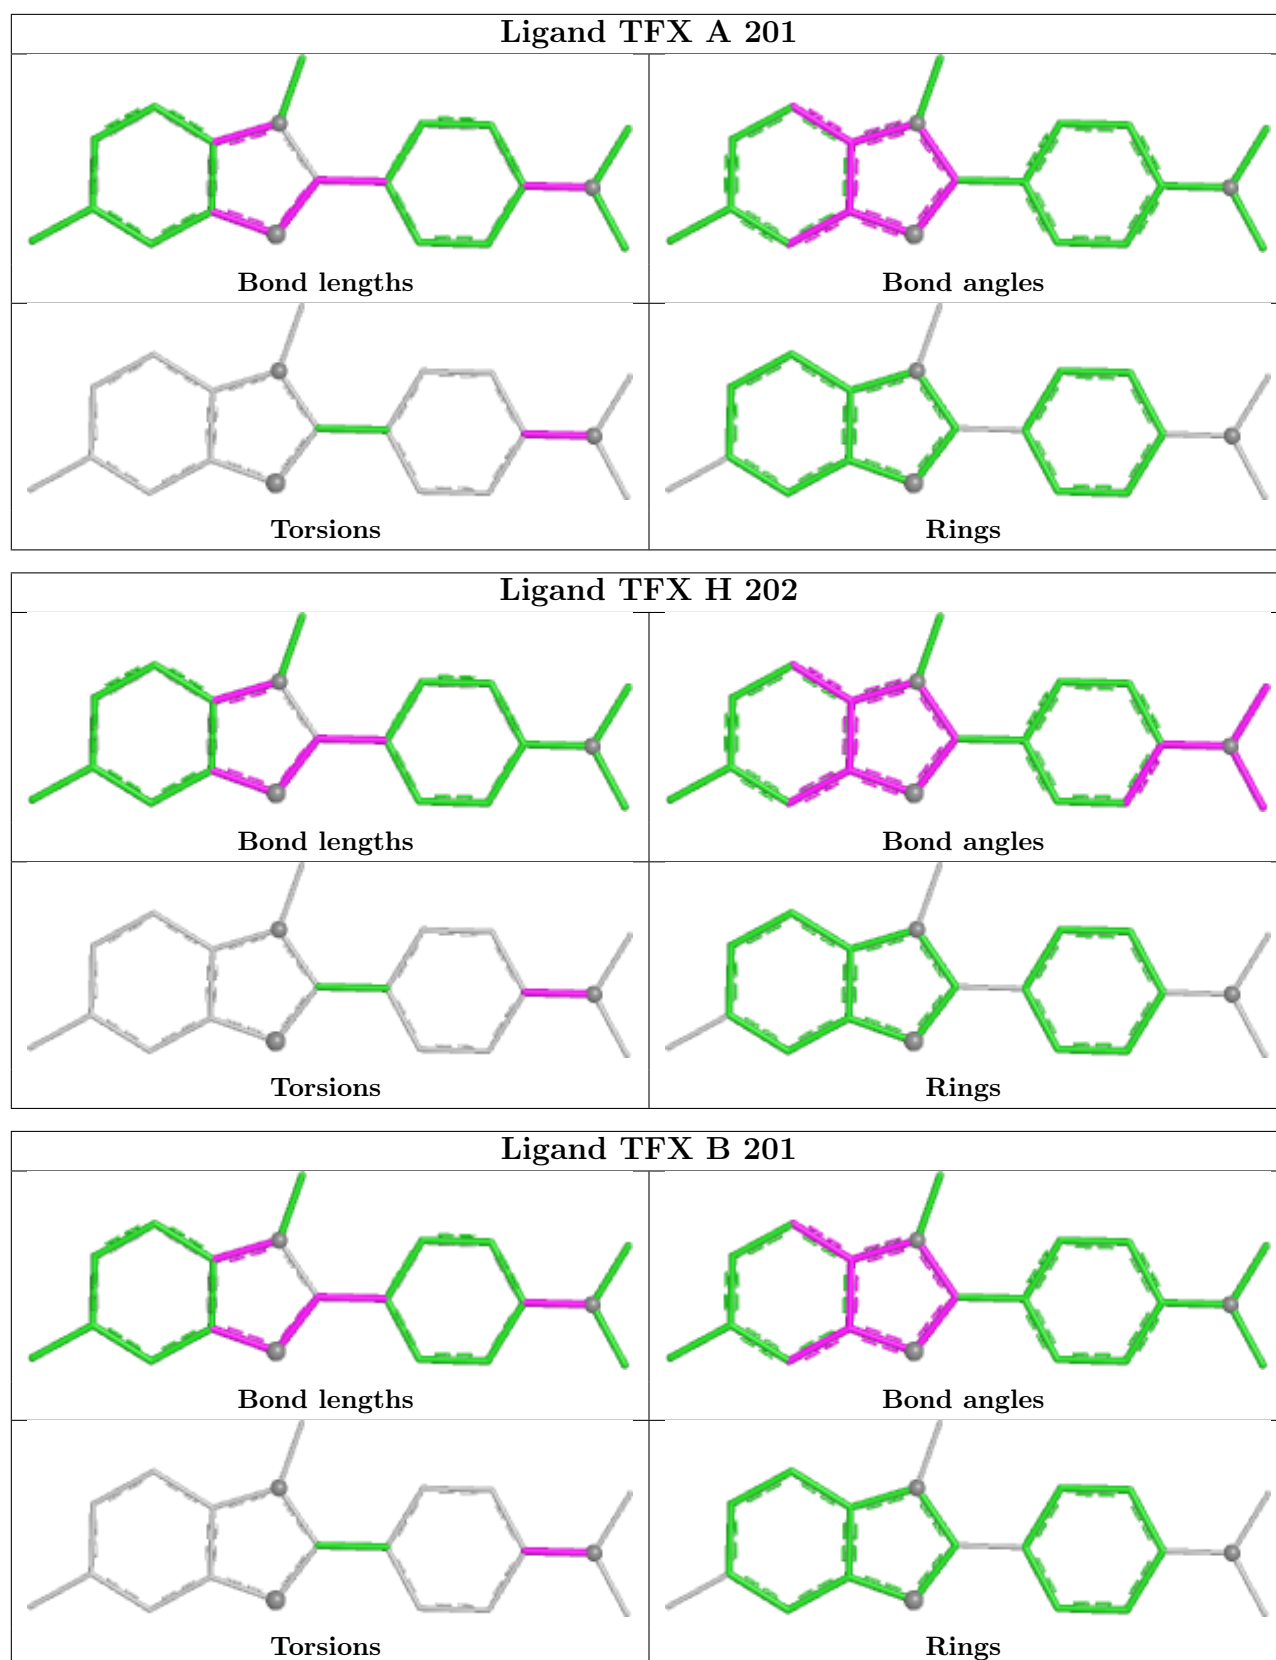 Ligand TFX A 201
Bond lengths
Bond angles
Torsions
Rings
Ligand TFX H 202
Bond lengths
Bond angles
Torsions
Rings
Ligand TFX B 201
Bond lengths
Bond angles
Torsions
Rings